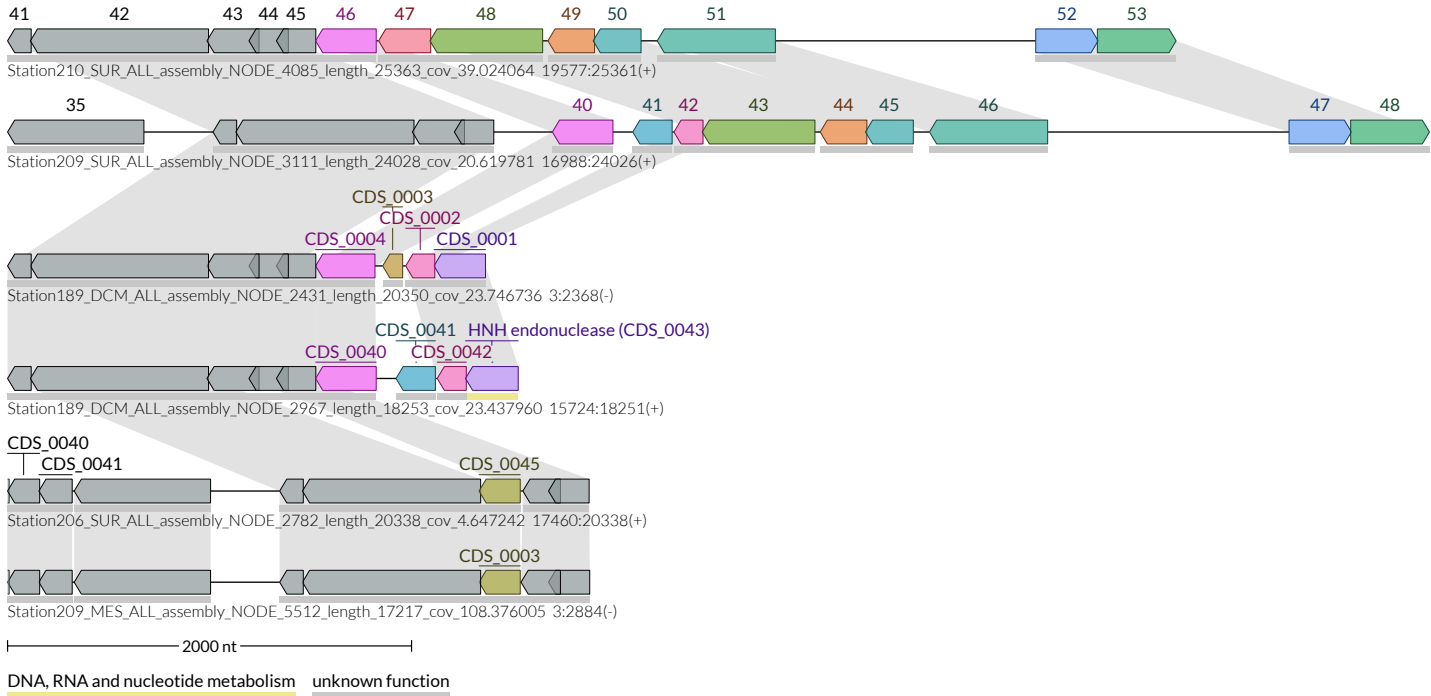 41 42 43 44 45 46 47 48 49 50 51 52 53
Station210_SUR_ALL_assembly_NODE_4085_length_25363_cov_39.024064 19577:25361(+)
35 40 41 42 43 44 45 46 47 48
Station209_SUR_ALL_assembly_NODE_3111_length_24028_cov_20.619781 16988:24026(+)
CDS_0003
CDS_0002
CDS_0004 CDS_0001
Station189_DCM_ALL_assembly_NODE_2431_length_20350_cov_23.746736 3:2368(-)
CDS_0041 HNH endonuclease (CDS_0043)
CDS_0040 CDS_0042
Station189_DCM_ALL_assembly_NODE_2967_length_18253_cov_23.437960 15724:18251(+)
CDS_0040
CDS_0041 CDS_0045
Station206_SUR_ALL_assembly_NODE_2782_length_20338_cov_4.647242 17460:20338(+)
CDS_0003
Station209_MES_ALL_assembly_NODE_5512_length_17217_cov_108.376005 3:2884(-)
2000 nt
DNA, RNA and nucleotide metabolism unknown function